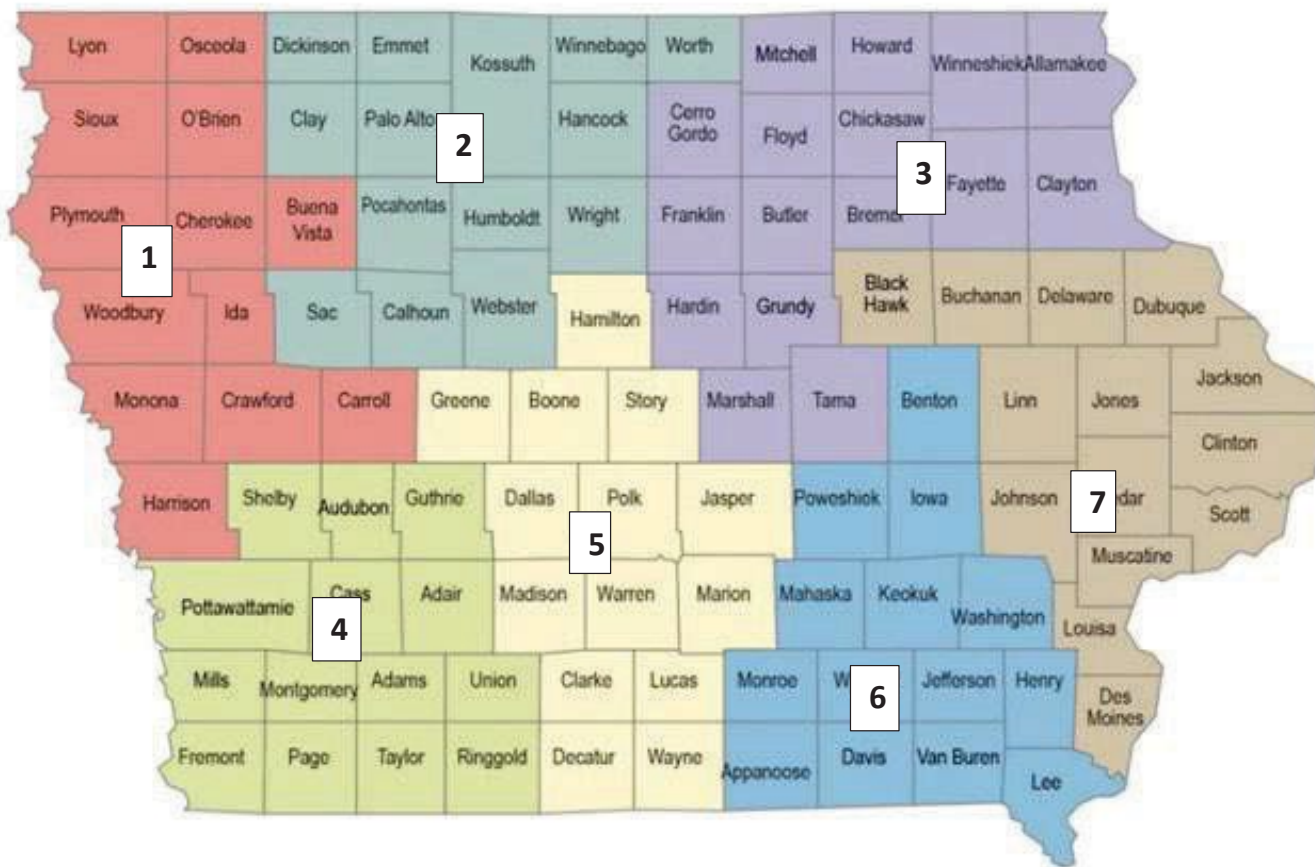 Lyon
Osceola
Dickinson
Emmet
Kossuth
Winnebago
Worth
Mitchell
Howard
Winneshiek
Allamakee
Sioux
O'Brien
Clay
Palo Alto
2
Hancock
Cerro
Gordo
Floyd
Chickasaw
3
Fayette
Clayton
Plymouth
Cherokee
Buena
Vista
Pocahontas
Humboldt
Wright
Franklin
Butler
Bremer
1
Woodbury
Ida
Sac
Calhoun
Webster
Hamilton
Hardin
Grundy
Black
Hawk
Buchanan
Delaware
Dubuque
Monona
Crawford
Carroll
Greene
Boone
Story
Marshall
Tama
Benton
Linn
Jones
Jackson
Clinton
Harrison
Shelby
Audubon
Guthrie
Dallas
Polk
Jasper
Poweshiek
Iowa
Johnson
7
dar
Scott
5
Muscatine
Pottawattamie
Cass
Adair
Madison
Warren
Marion
Mahaska
Keokuk
Washington
Louisa
4
Mills
Montgomery
Adams
Union
Clarke
Lucas
Monroe
W
6
Jefferson
Henry
Des
Moines
Fremont
Page
Taylor
Ringgold
Decatur
Wayne
Appanoose
Davis
Van Buren
Lee